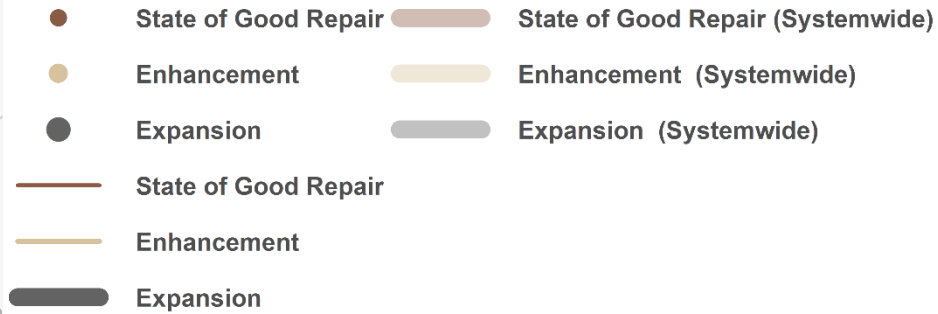 State of Good Repair
Enhancement
Expansion
State of Good Repair
Enhancement
Expansion
State of Good Repair (Systemwide)
Enhancement (Systemwide)
Expansion (Systemwide)